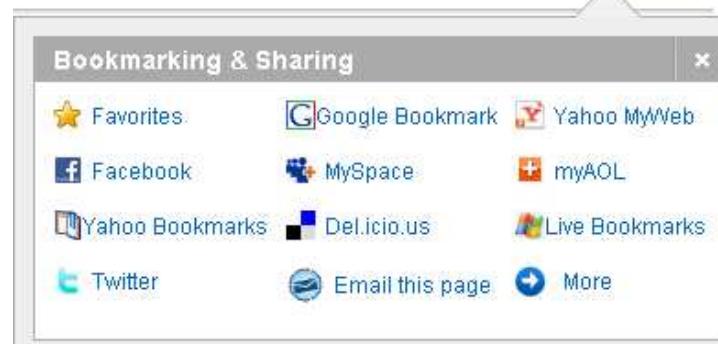 Bookmarking & Sharing ×
Favorites Google Bookmark Yahoo MyWeb
Facebook MySpace myAOL
Yahoo Bookmarks Del.icio.us Live Bookmarks
Twitter Email this page More